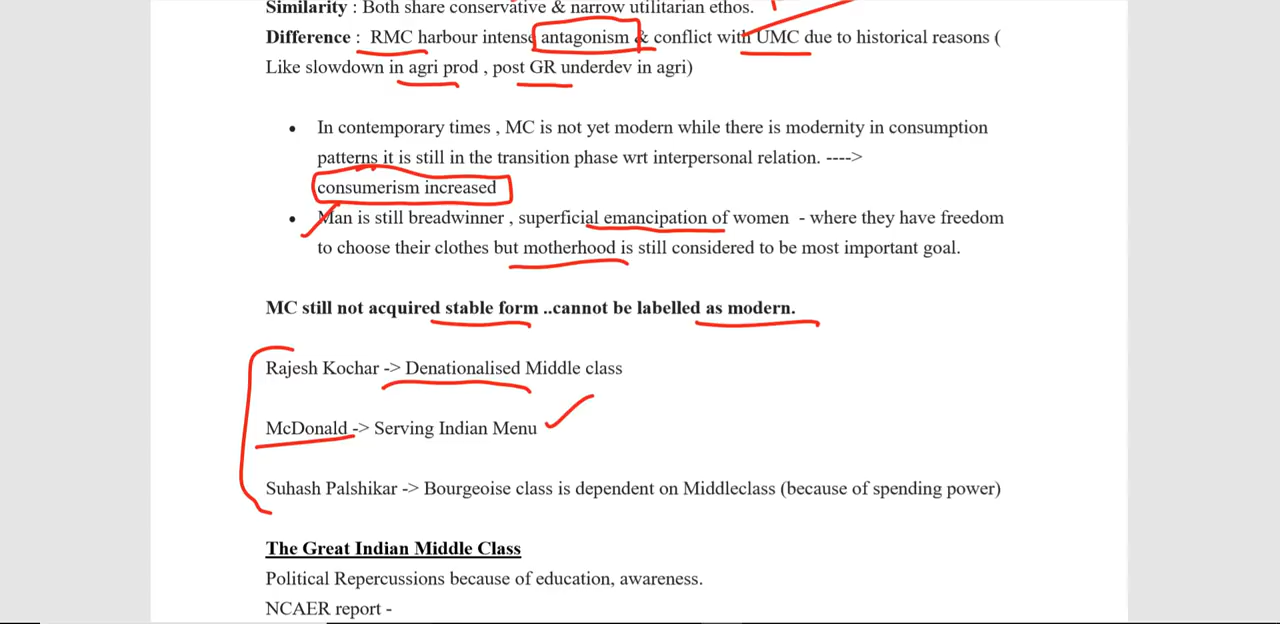 Similarity : Both share conservative & narrow utilitarian ethos.
Difference : RMC harbour intense antagonism & conflict with UMC due to historical reasons (
Like slowdown in agri prod , post GR underdev in agri)
• In contemporary times , MC is not yet modern while there is modernity in consumption
patterns it is still in the transition phase wrt interpersonal relation. ---->
consumerism increased
• Man is still breadwinner , superficial emancipation of women - where they have freedom
to choose their clothes but motherhood is still considered to be most important goal.
MC still not acquired stable form ..cannot be labelled as modern.
Rajesh Kochar -> Denationalised Middle class
McDonald -> Serving Indian Menu
Suhash Palshikar -> Bourgeoise class is dependent on Middleclass (because of spending power)
The Great Indian Middle Class
Political Repercussions because of education, awareness.
NCAER report -